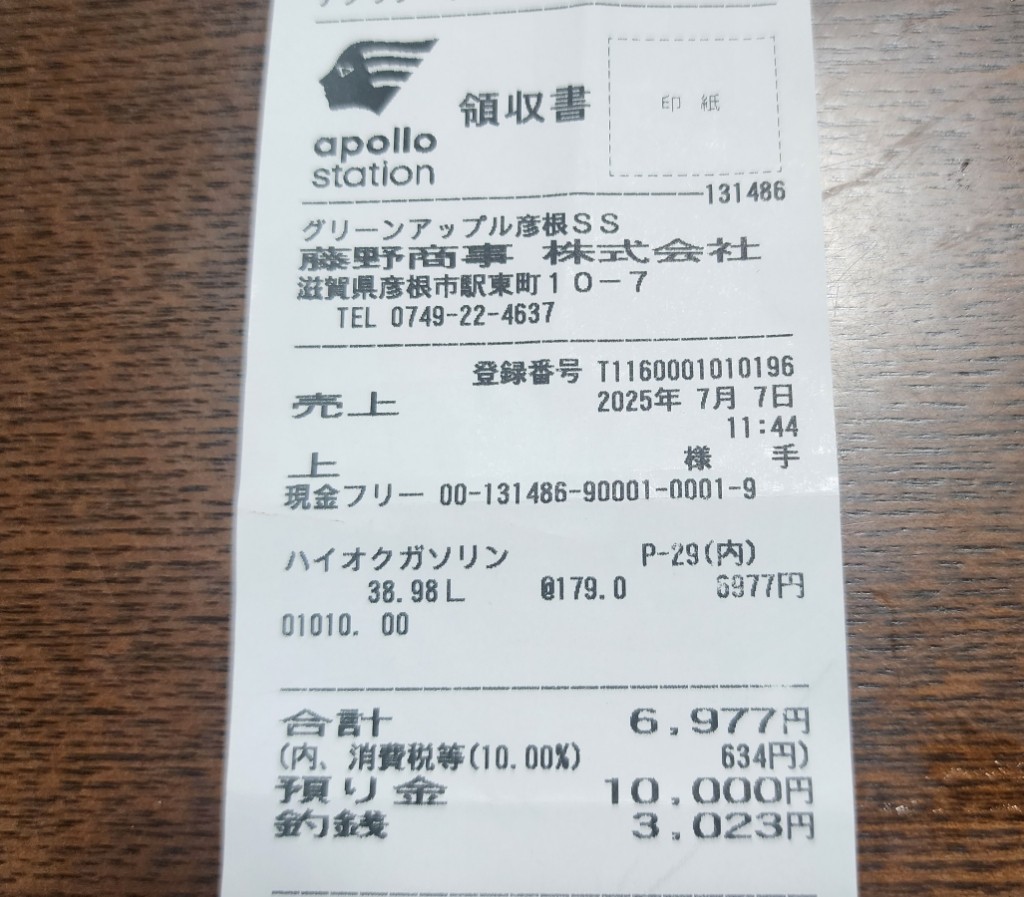 apollo
station
領収書
印 紙
131486
グリーンアップル彦根ＳＳ
藤野商事 株式会社
滋賀県彦根市駅東町１０－７
TEL 0749-22-4637
登録番号 T1160001010196
売上 2025年 7月 7日
11:44
上 様 手
現金フリー 00-131486-90001-0001-9
ハイオクガソリン P-29(内)
38.98L @179.0 6977円
01010. 00
合計 6,977円
(内、消費税等(10.00%) 634円)
預り金 10,000円
釣銭 3,023円